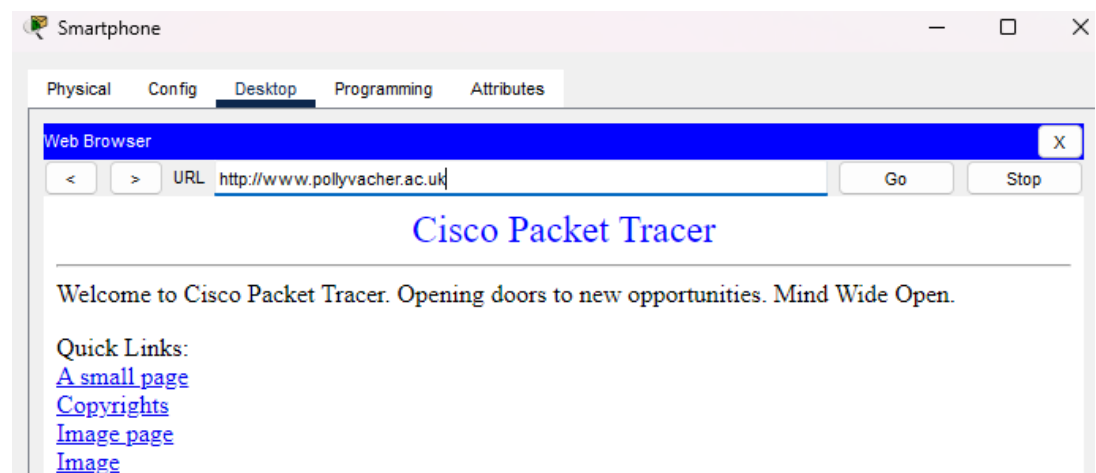 Smartphone
Physical Config Desktop Programming Attributes
Web Browser X
< > URL http://www.pollyvacher.ac.uk Go Stop
Cisco Packet Tracer
Welcome to Cisco Packet Tracer. Opening doors to new opportunities. Mind Wide Open.
Quick Links:
A small page
Copyrights
Image page
Image